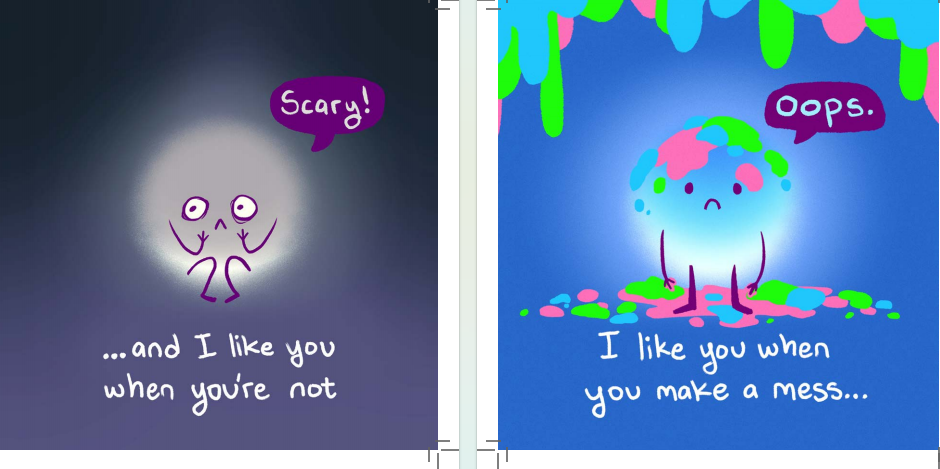 Scary!
...and I like you
when you're not
Oops.
I like you when
you make a mess...